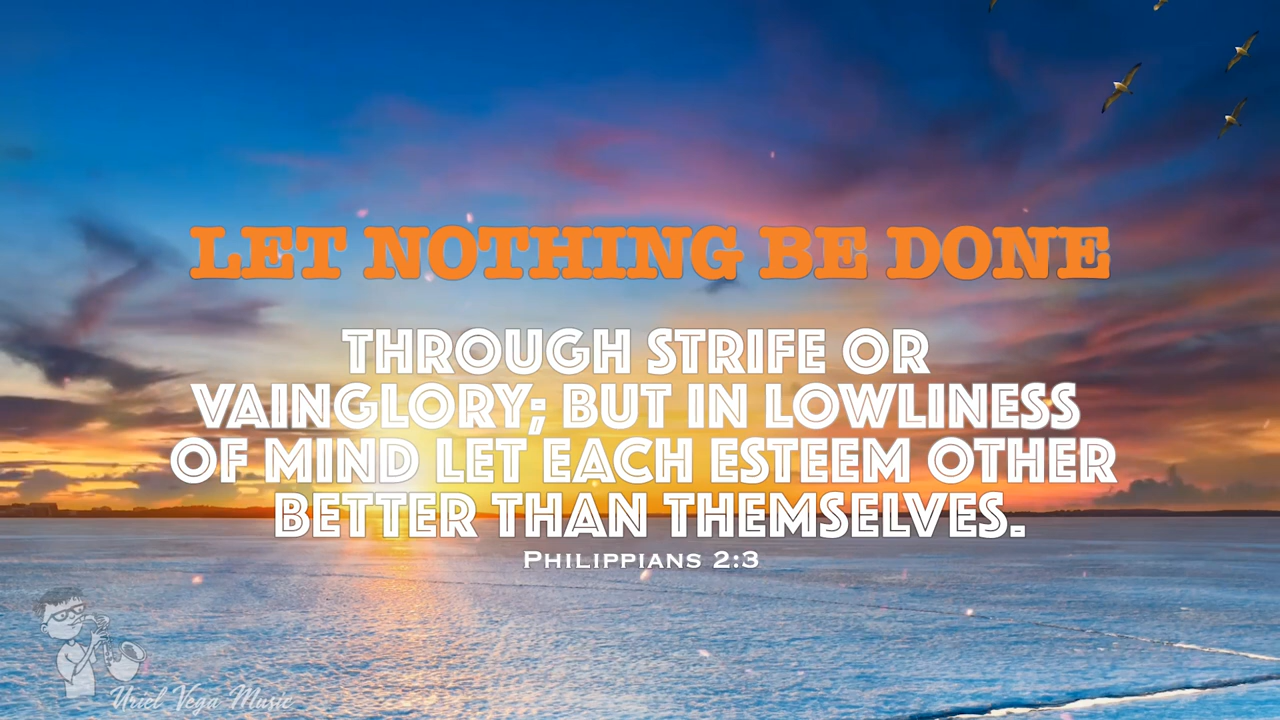 LET NOTHING BE DONE
THROUGH STRIFE OR
VAINGLORY; BUT IN LOWLINESS
OF MIND LET EACH ESTEEM OTHER
BETTER THAN THEMSELVES.
PHILIPPIANS 2:3
Uriel Vega Music